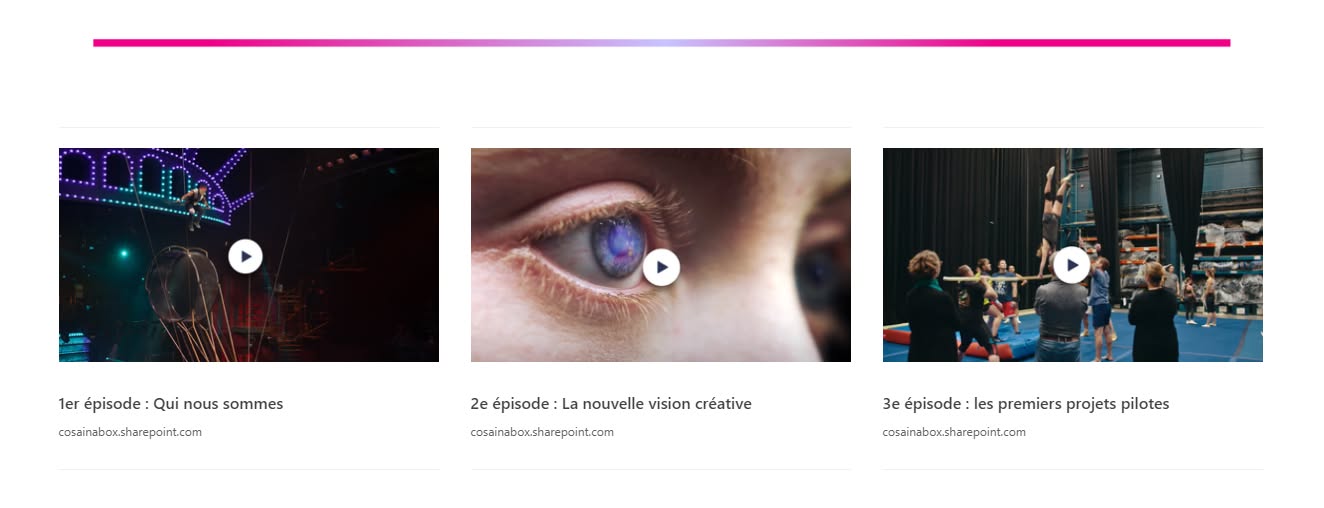 1er épisode : Qui nous sommes
cosainabox.sharepoint.com
2e épisode : La nouvelle vision créative
cosainabox.sharepoint.com
3e épisode : les premiers projets pilotes
cosainabox.sharepoint.com